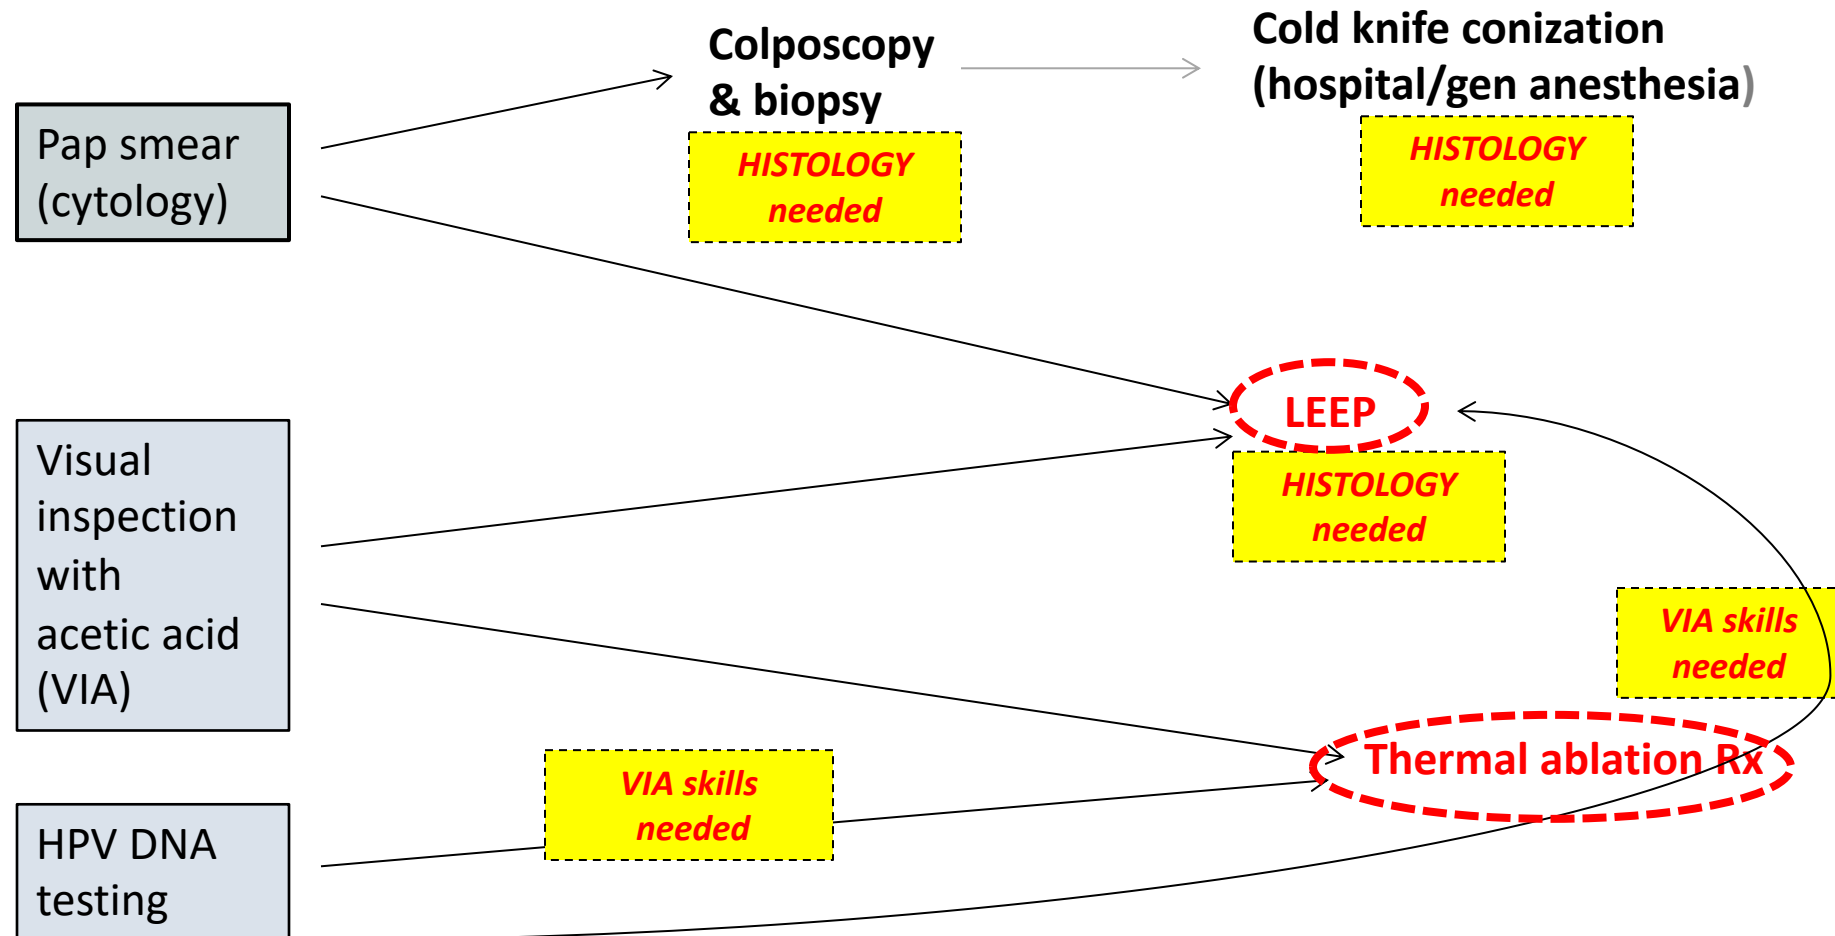 Pap smear
(cytology)
Colposcopy
& biopsy
HISTOLOGY
needed
Cold knife conization
(hospital/gen anesthesia)
HISTOLOGY
needed
LEEP
HISTOLOGY
needed
Visual
inspection
with
acetic acid
(VIA)
VIA skills
needed
Thermal ablation Rx
VIA skills
needed
HPV DNA
testing